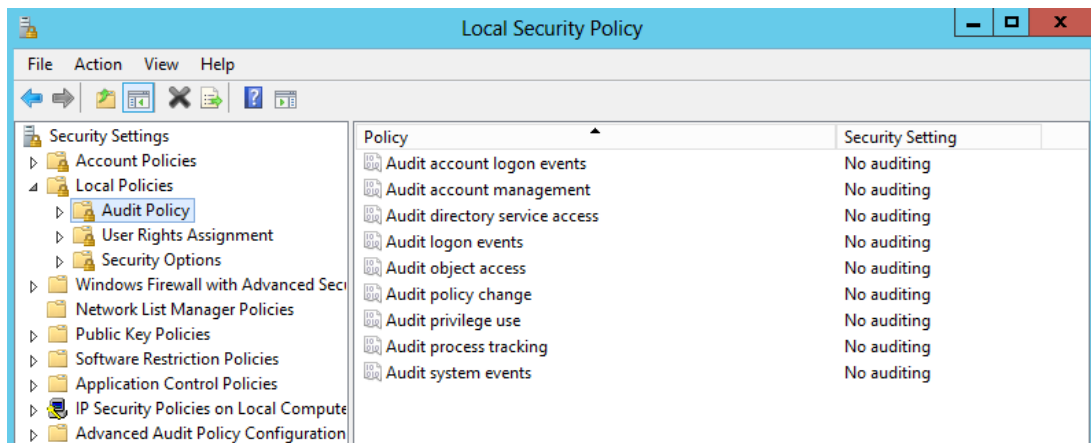 Local Security Policy
File Action View Help
Security Settings
Account Policies
Local Policies
Audit Policy
User Rights Assignment
Security Options
Windows Firewall with Advanced Secu
Network List Manager Policies
Public Key Policies
Software Restriction Policies
Application Control Policies
IP Security Policies on Local Compute
Advanced Audit Policy Configuration
Policy Security Setting
Audit account logon events No auditing
Audit account management No auditing
Audit directory service access No auditing
Audit logon events No auditing
Audit object access No auditing
Audit policy change No auditing
Audit privilege use No auditing
Audit process tracking No auditing
Audit system events No auditing